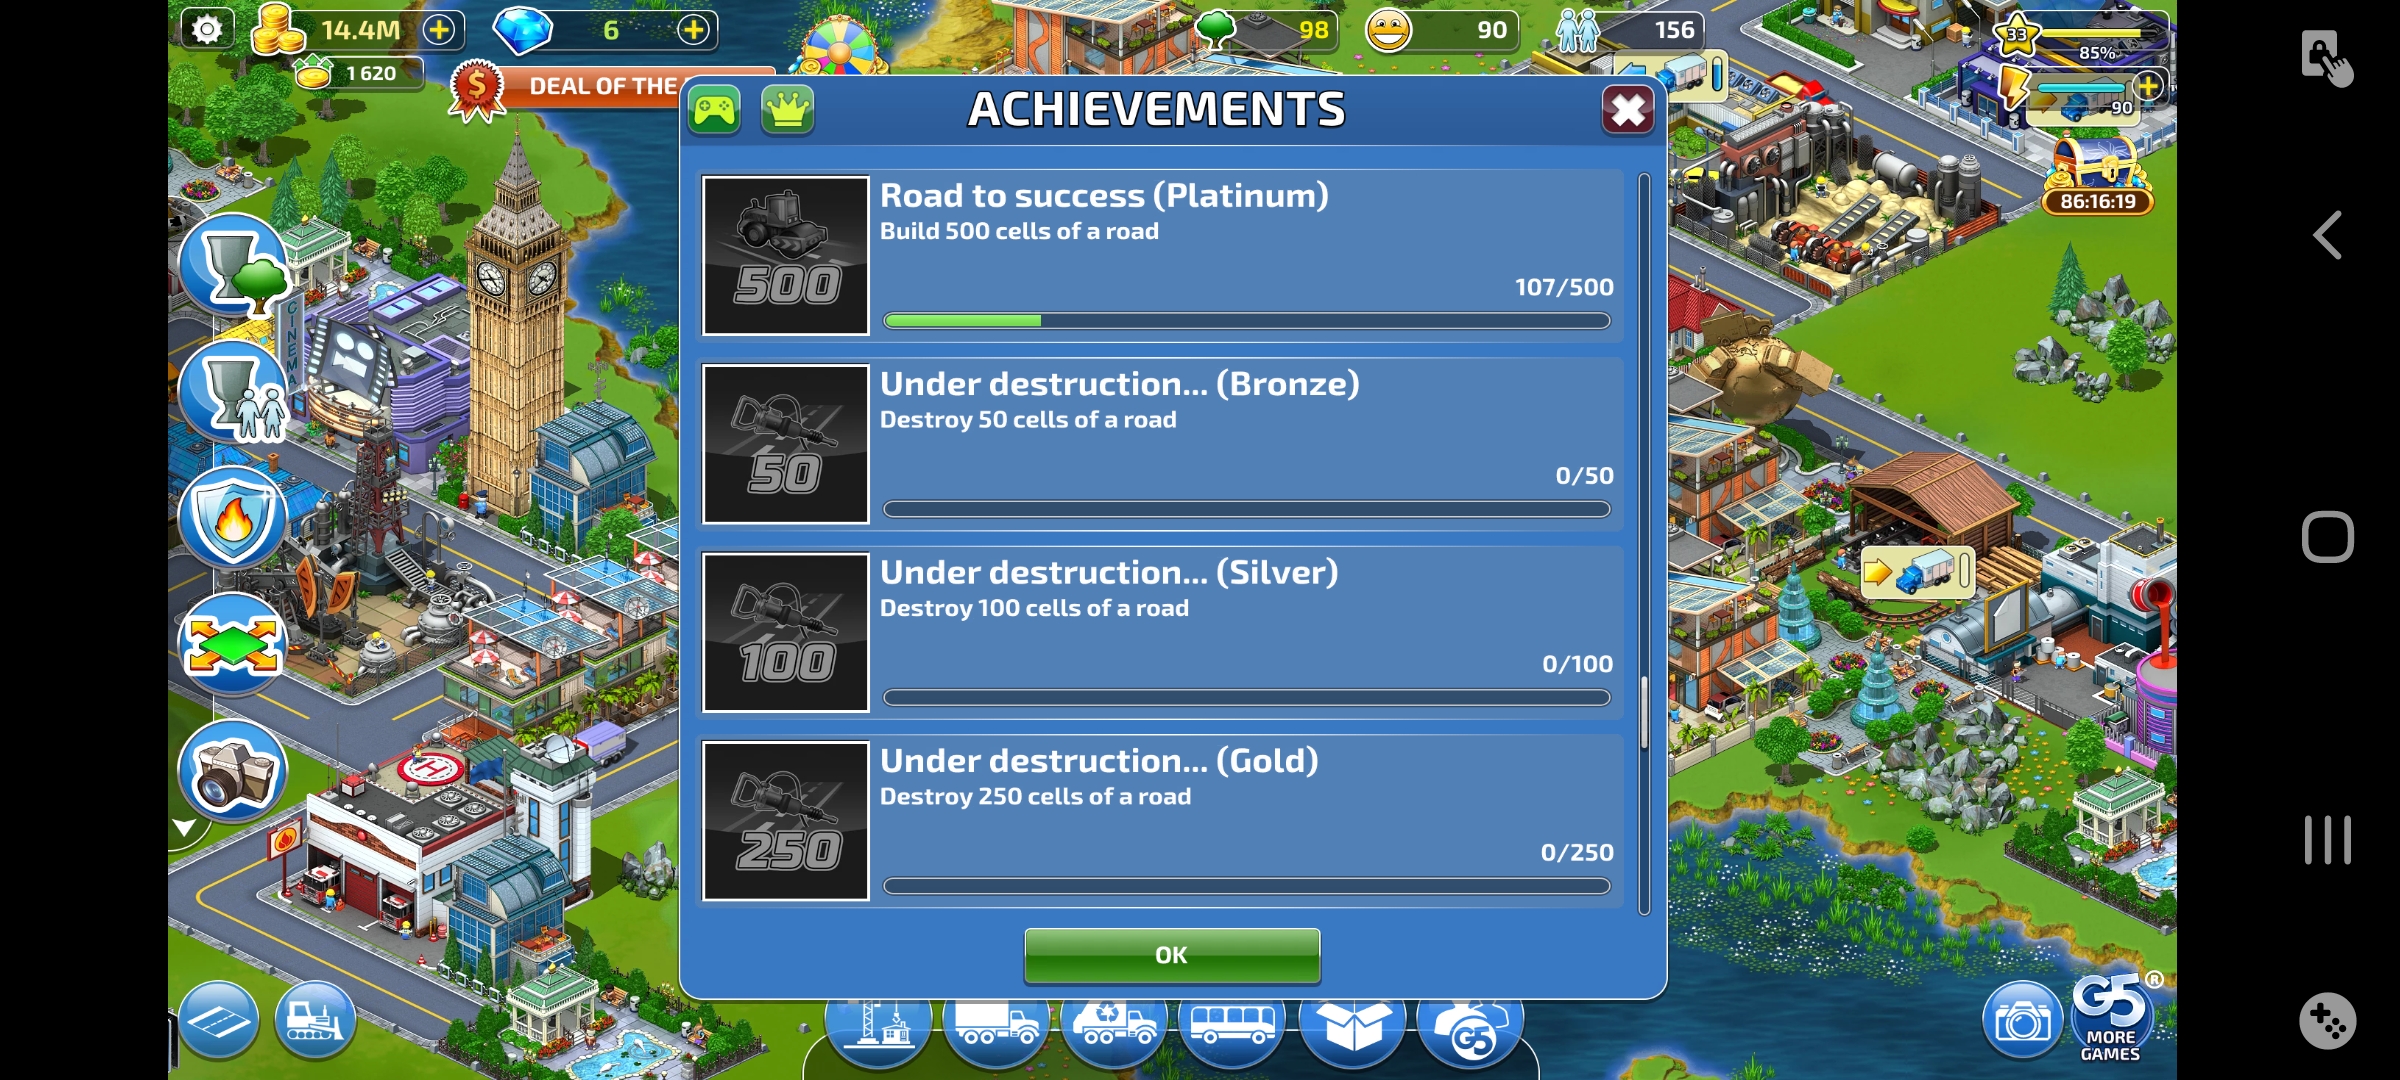 14.4M
6
98
90
156
33
85%
1 620
DEAL OF THE
90
86:16:19
ACHIEVEMENTS
Road to success (Platinum)
Build 500 cells of a road
500
107/500
Under destruction... (Bronze)
Destroy 50 cells of a road
50
0/50
Under destruction... (Silver)
Destroy 100 cells of a road
100
0/100
Under destruction... (Gold)
Destroy 250 cells of a road
250
0/250
OK
CINEMA
H
G5
G5®
MORE
GAMES